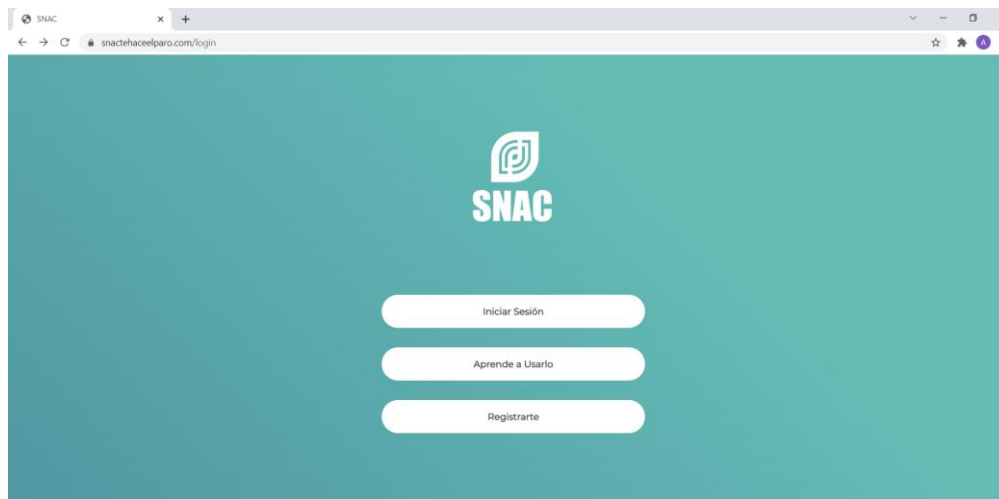 SNAC
snactehaceelparo.com/login
A
SNAC
Iniciar Sesión
Aprende a Usarlo
Registrarte